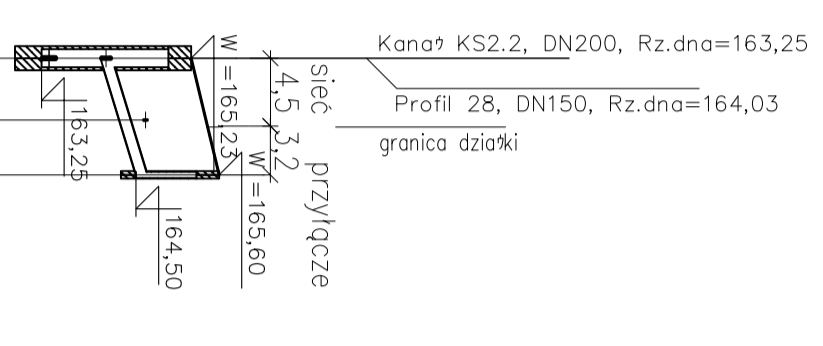 Kanał KS2.2, DN200, Rz.dna=163,25
Profil 28, DN150, Rz.dna=164,03
granica działki
sieć przyłącze
4,5 3,2
W =165,23
W =165,60
163,25
164,50